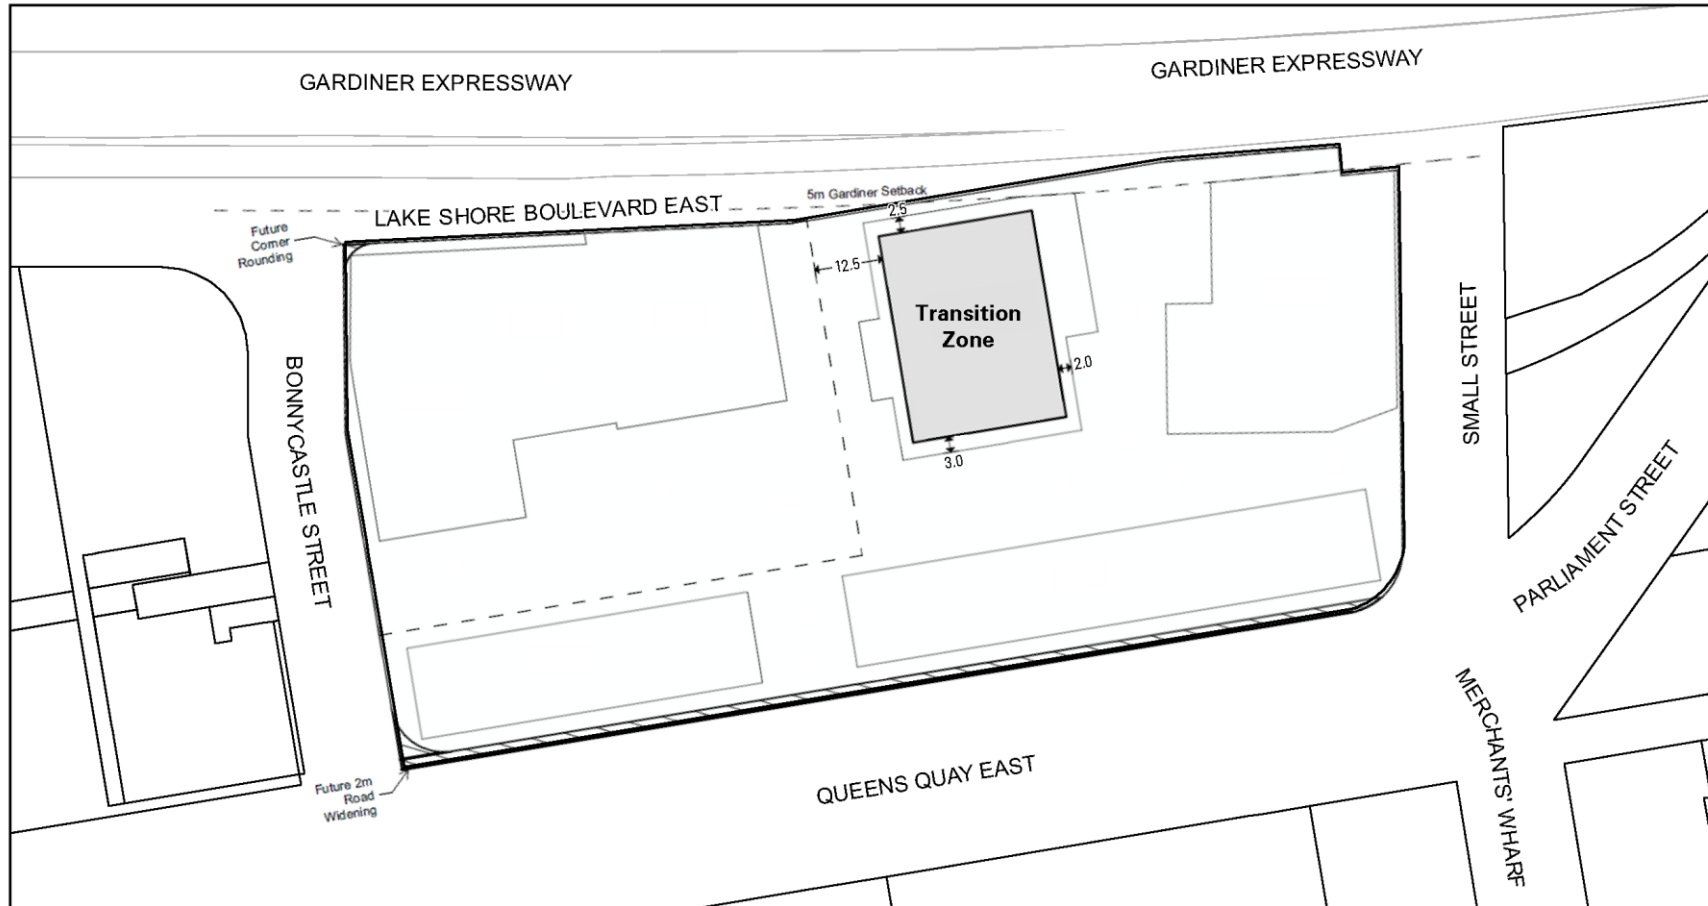 GARDINER EXPRESSWAY
GARDINER EXPRESSWAY
5m Gardiner Setback
LAKE SHORE BOULEVARD EAST
2.5
Future
Corner
Rounding
12.5
Transition
Zone
2.0
3.0
BONNYCASTLE STREET
SMALL STREET
PARLIAMENT STREET
MERCHANTS' WHARF
QUEENS QUAY EAST
Future 2m
Road
Widening